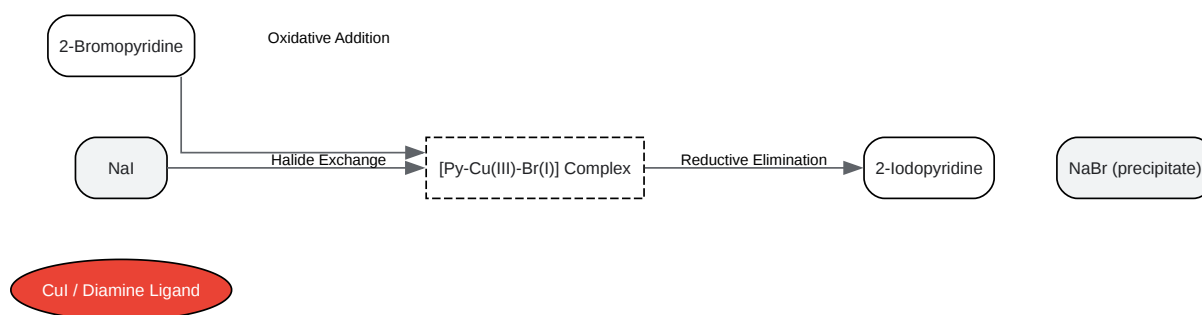 2-Bromopyridine
Oxidative Addition
NaI
Halide Exchange
[Py-Cu(III)-Br(I)] Complex
Reductive Elimination
2-Iodopyridine
NaBr (precipitate)
CuI / Diamine Ligand